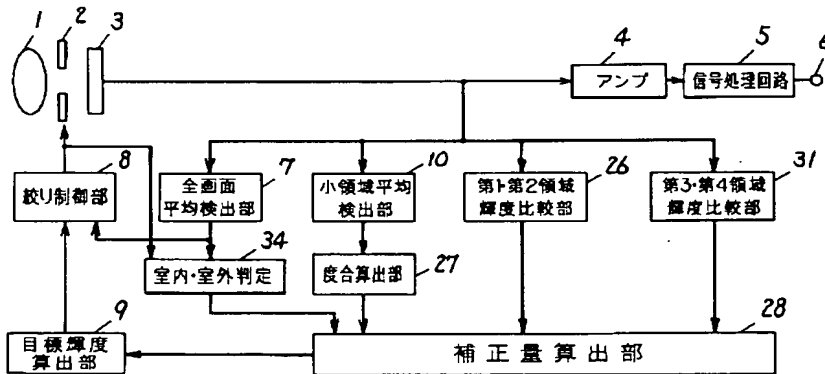 1
2
3
4
アンプ
5
信号処理回路
6
8
絞り制御部
7
全画面
平均検出部
10
小領域平均
検出部
26
第1・第2領域
輝度比較部
31
第3・第4領域
輝度比較部
34
室内・室外判定
27
度合算出部
9
目標輝度
算出部
28
補正量算出部